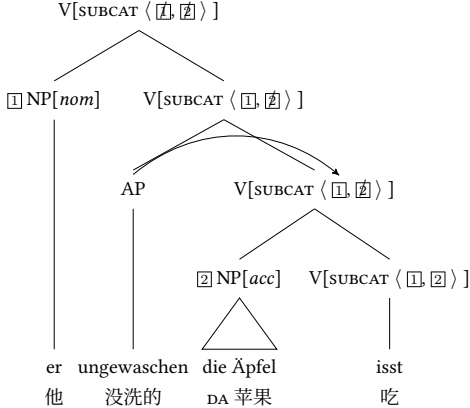 V[SUBCAT ⟨ 1̸, 2̸ ⟩ ]
1 NP[nom] V[SUBCAT ⟨ 1, 2̸ ⟩ ]
AP V[SUBCAT ⟨ 1, 2̸ ⟩ ]
2 NP[acc] V[SUBCAT ⟨ 1, 2 ⟩ ]
er ungewaschen die Äpfel isst
他 没洗的 DA 苹果 吃